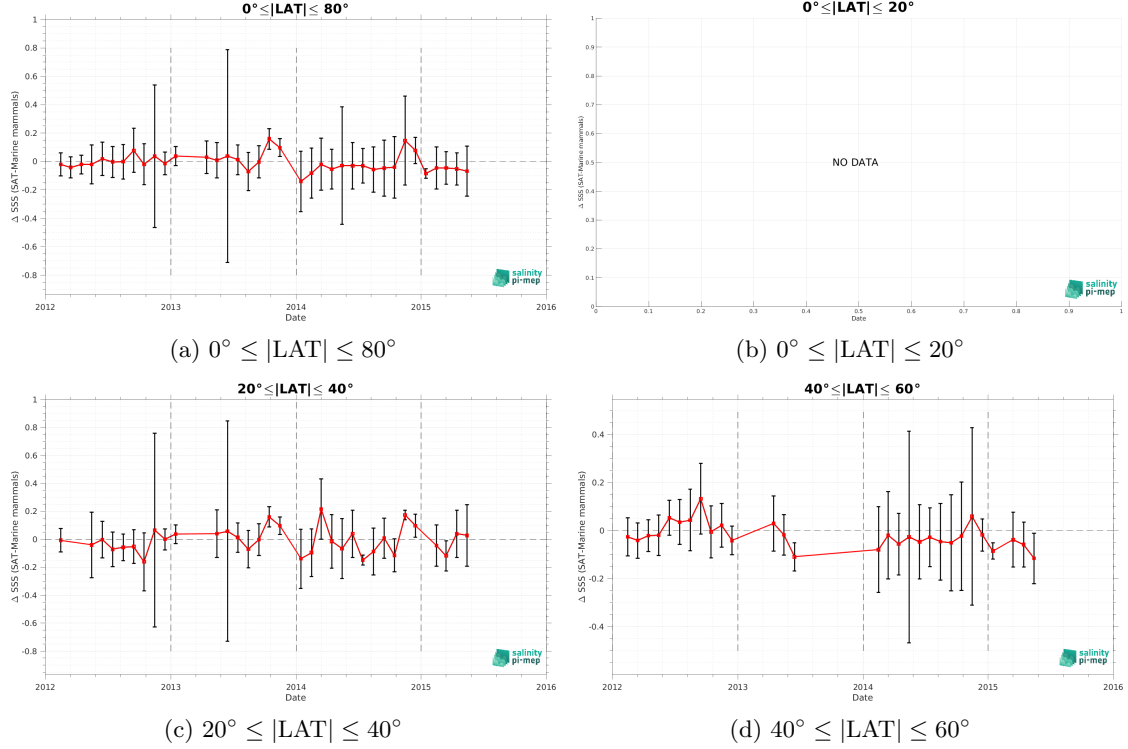 0°≤|LAT|≤ 80°
Δ SSS (SAT-Marine mammals)
1
0.8
0.6
0.4
0.2
0
-0.2
-0.4
-0.6
-0.8
2012 2013 2014 2015 2016
Date
salinity
pi-mep
(a) 0° ≤ |LAT| ≤ 80°
0°≤|LAT|≤ 20°
Δ SSS (SAT-Marine mammals)
1
0.9
0.8
0.7
0.6
0.5
0.4
0.3
0.2
0.1
0
NO DATA
0 0.1 0.2 0.3 0.4 0.5 0.6 0.7 0.8 0.9 1
Date
salinity
pi-mep
(b) 0° ≤ |LAT| ≤ 20°
20°≤|LAT|≤ 40°
Δ SSS (SAT-Marine mammals)
1
0.8
0.6
0.4
0.2
0
-0.2
-0.4
-0.6
-0.8
2012 2013 2014 2015 2016
Date
salinity
pi-mep
(c) 20° ≤ |LAT| ≤ 40°
40°≤|LAT|≤ 60°
Δ SSS (SAT-Marine mammals)
0.4
0.2
0
-0.2
-0.4
2012 2013 2014 2015 2016
Date
salinity
pi-mep
(d) 40° ≤ |LAT| ≤ 60°